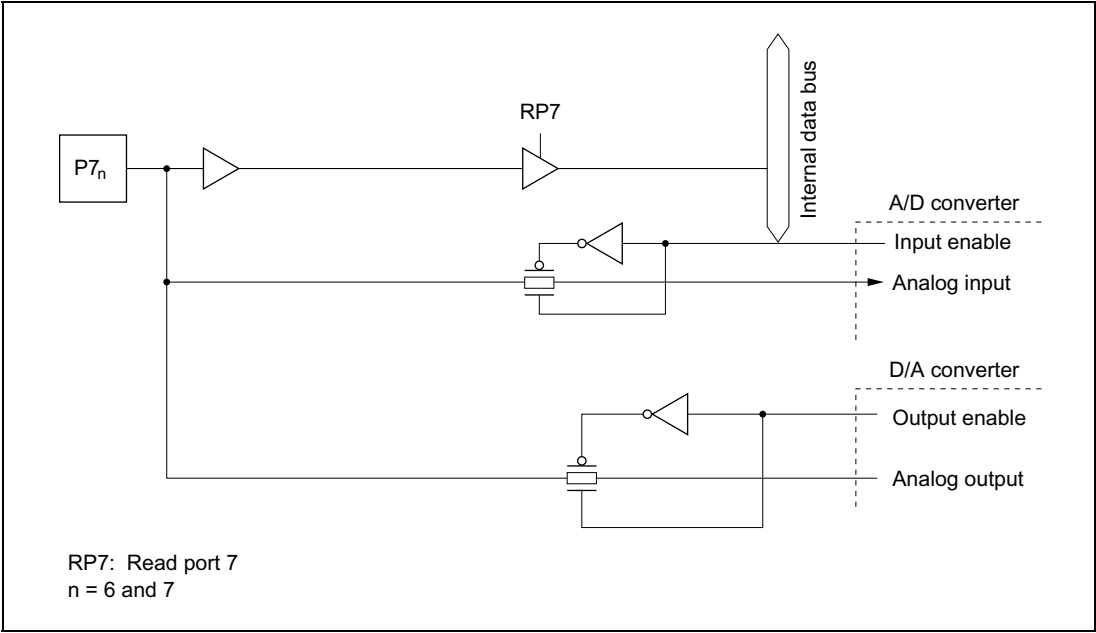 RP7
P7n
Internal data bus
A/D converter
Input enable
Analog input
D/A converter
Output enable
Analog output
RP7: Read port 7
n = 6 and 7